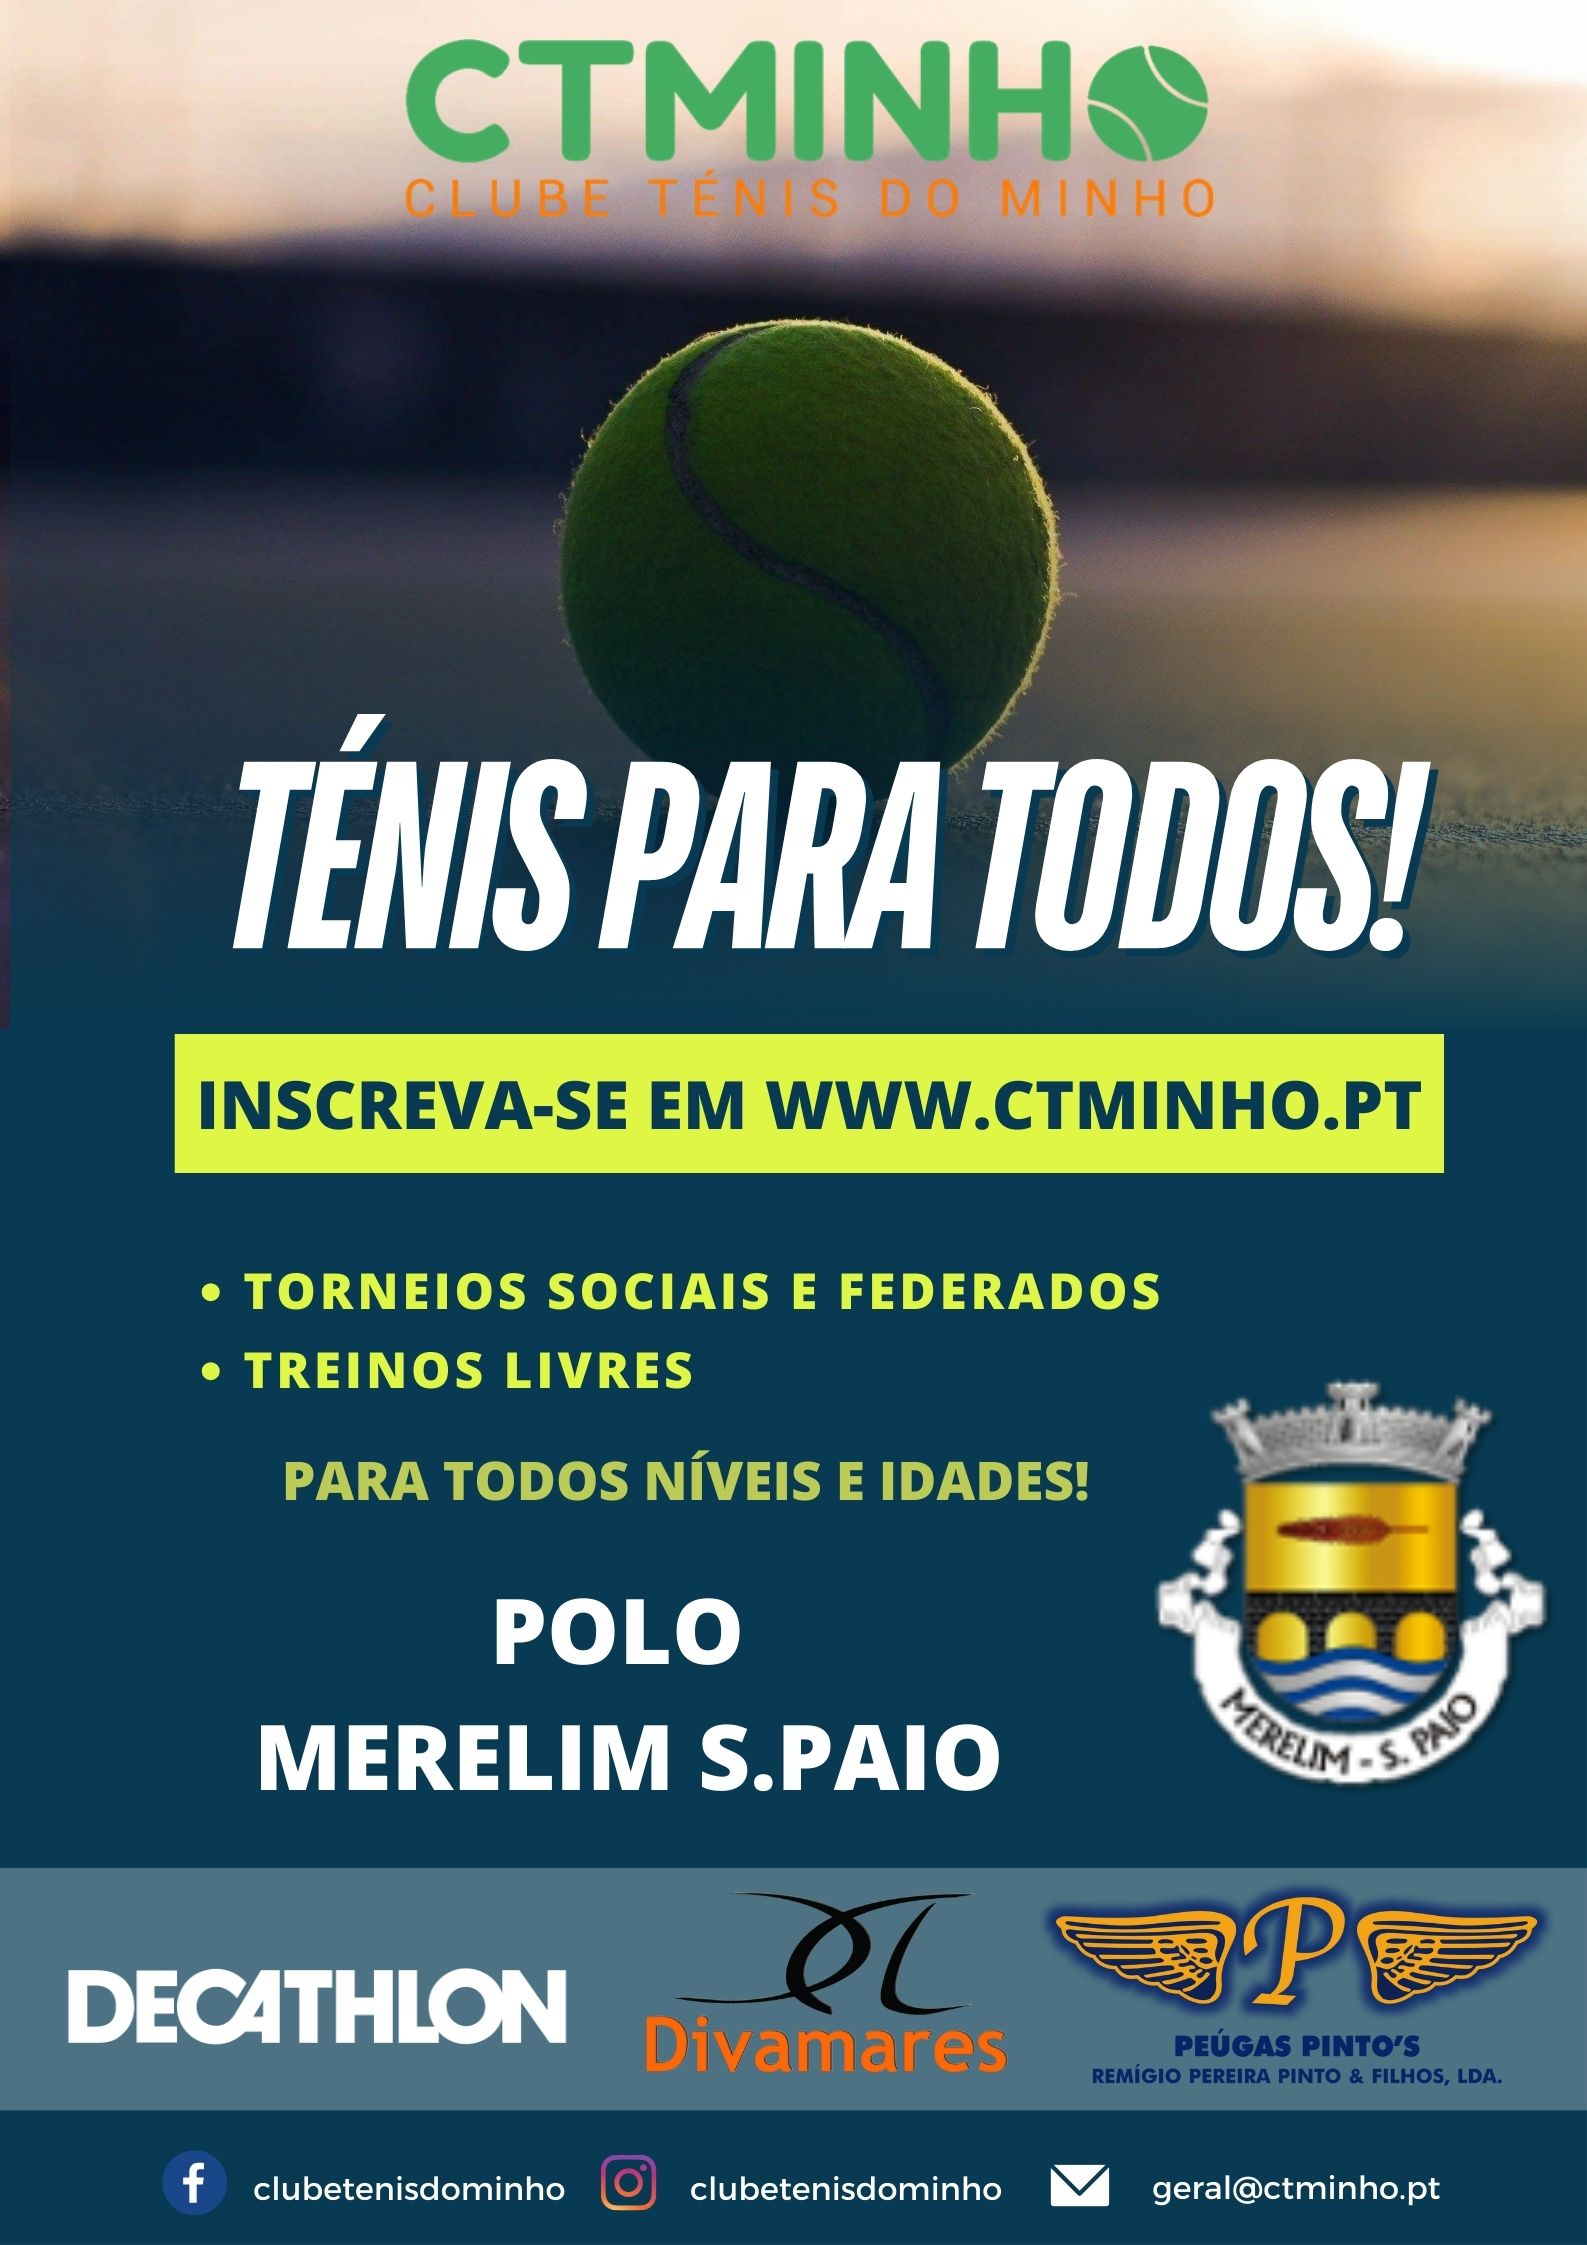 CTMINHO
CLUBE TÉNIS DO MINHO
TÉNIS PARA TODOS!
INSCREVA-SE EM WWW.CTMINHO.PT
• TORNEIOS SOCIAIS E FEDERADOS
• TREINOS LIVRES
PARA TODOS NÍVEIS E IDADES!
POLO
MERELIM S.PAIO
MERELIM - S. PAIO
DECATHLON
Divamares
P
PEÚGAS PINTO'S
REMÍGIO PEREIRA PINTO & FILHOS, LDA.
clubetenisdominho
clubetenisdominho
geral@ctminho.pt